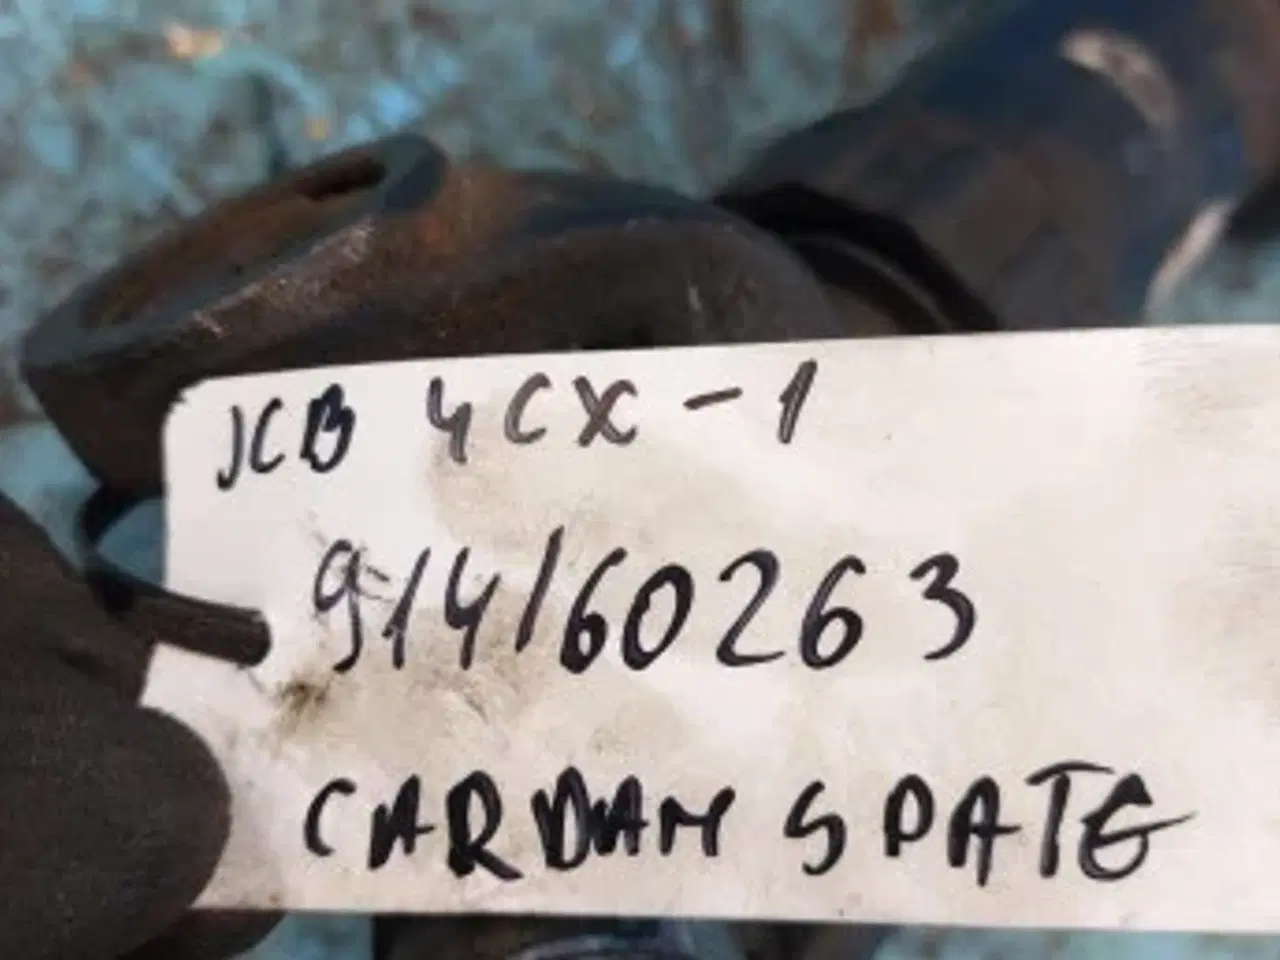 JCB 4CX-1
914/60263
CARDAN SPATE